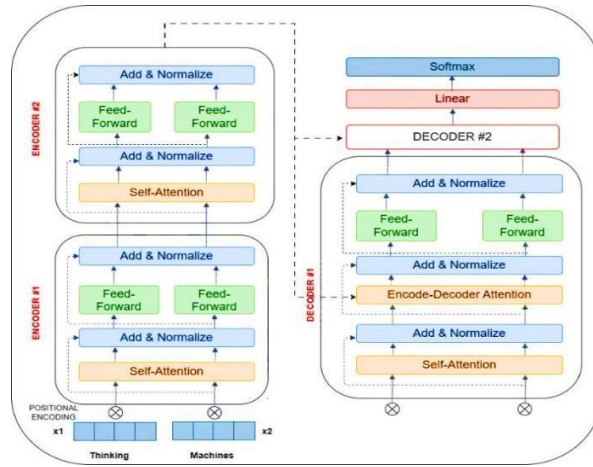 ENCODER #2
Add & Normalize
Feed-
Forward
Feed-
Forward
Add & Normalize
Self-Attention
ENCODER #1
Add & Normalize
Feed-
Forward
Feed-
Forward
Add & Normalize
Self-Attention
POSITIONAL
ENCODING
x1
x2
Thinking
Machines
Softmax
Linear
DECODER #2
DECODER #1
Add & Normalize
Feed-
Forward
Feed-
Forward
Add & Normalize
Encode-Decoder Attention
Add & Normalize
Self-Attention